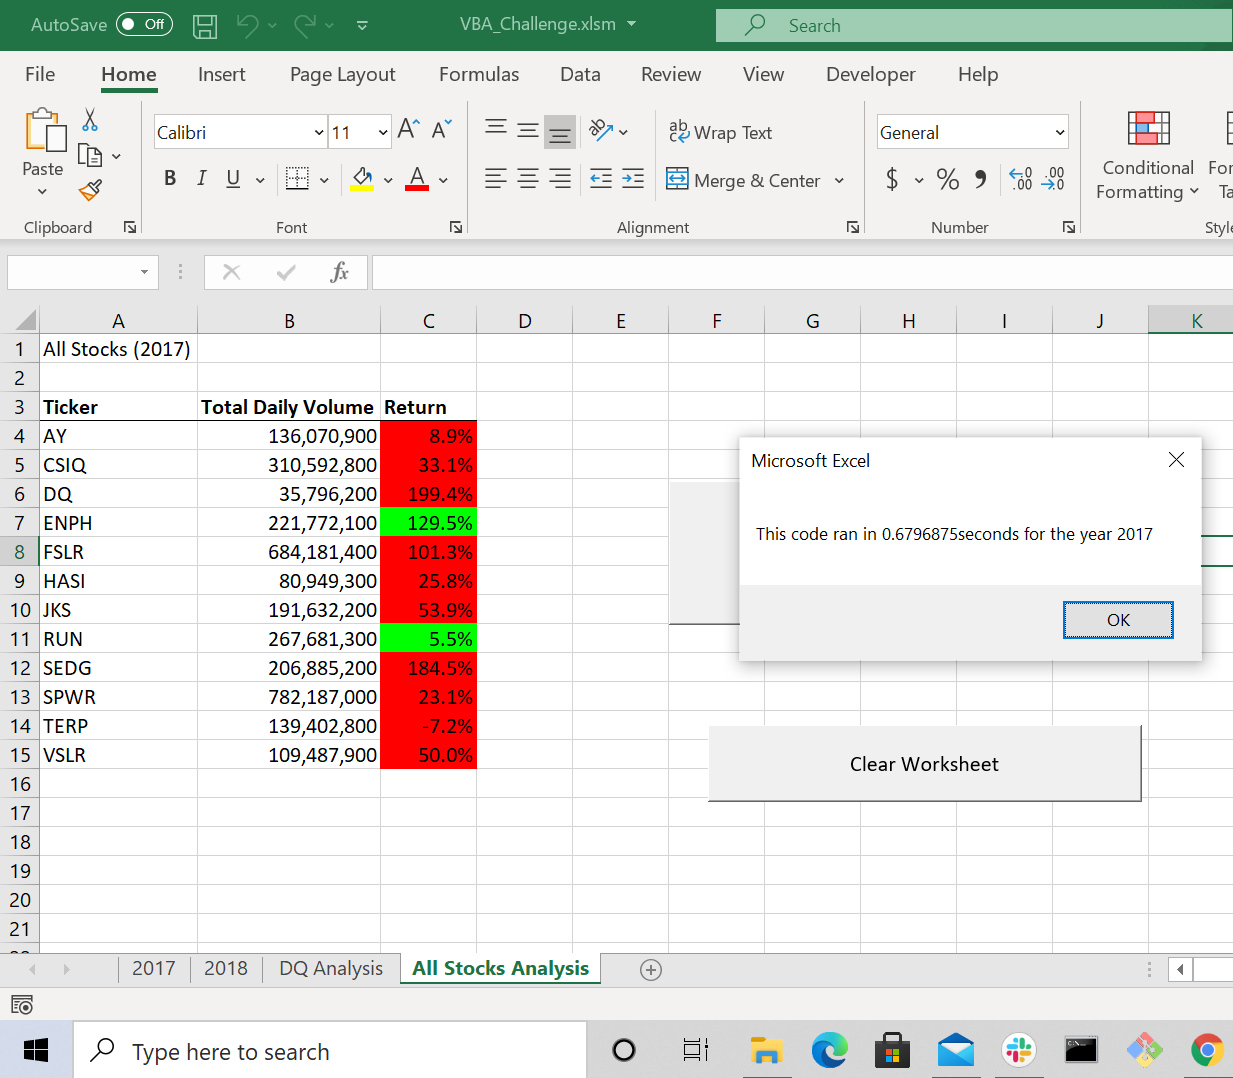 AutoSave Off VBA_Challenge.xlsm Search
File Home Insert Page Layout Formulas Data Review View Developer Help
Calibri 11 Wrap Text General
Paste B I U A Merge & Center $ % Conditional
Formatting
Clipboard Font Alignment Number
fx
A B C D E F G H I J K
1 All Stocks (2017)
2
3 Ticker Total Daily Volume Return
4 AY 136,070,900 8.9%
5 CSIQ 310,592,800 33.1%
6 DQ 35,796,200 199.4%
7 ENPH 221,772,100 129.5%
8 FSLR 684,181,400 101.3%
9 HASI 80,949,300 25.8%
10 JKS 191,632,200 53.9%
11 RUN 267,681,300 5.5%
12 SEDG 206,885,200 184.5%
13 SPWR 782,187,000 23.1%
14 TERP 139,402,800 -7.2%
15 VSLR 109,487,900 50.0%
16
17
18
19
20
21
Microsoft Excel
This code ran in 0.6796875seconds for the year 2017
OK
Clear Worksheet
2017 2018 DQ Analysis All Stocks Analysis
Type here to search